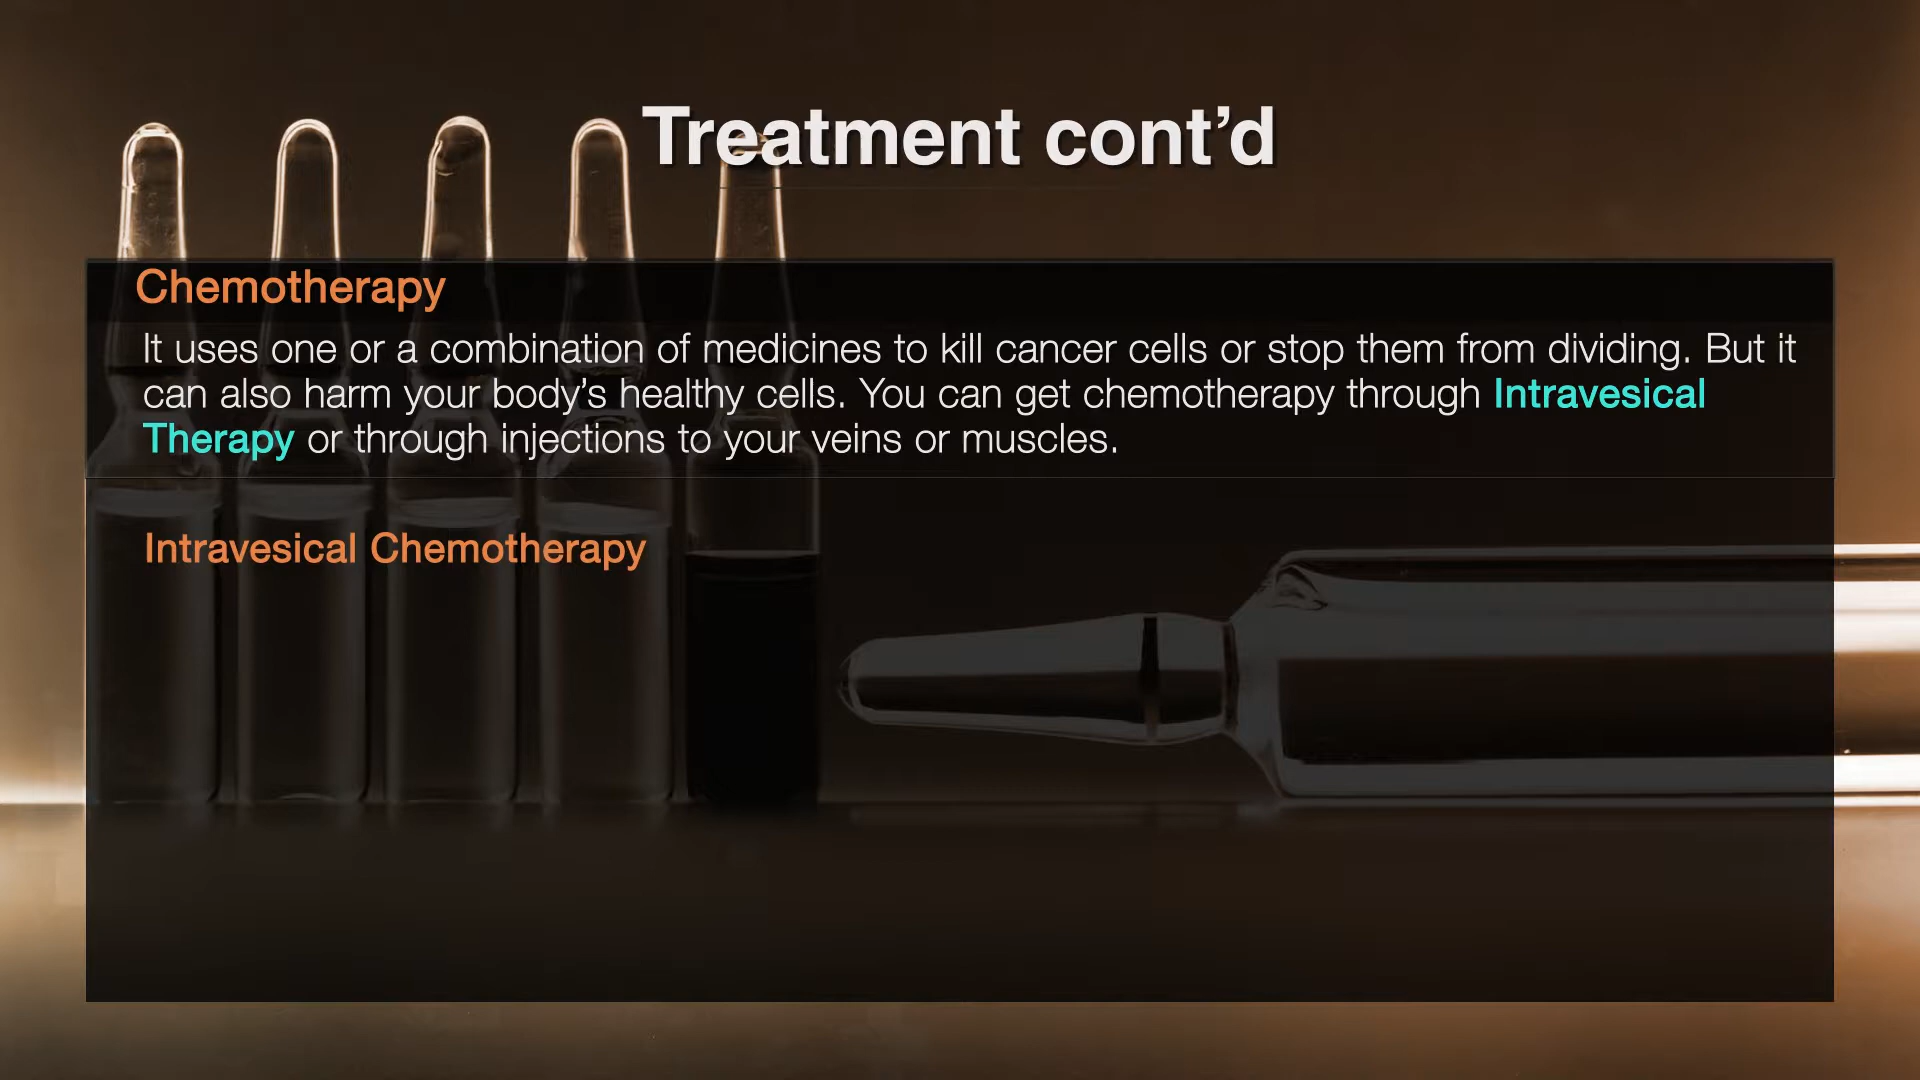 Treatment cont’d
Chemotherapy
It uses one or a combination of medicines to kill cancer cells or stop them from dividing. But it
can also harm your body’s healthy cells. You can get chemotherapy through Intravesical
Therapy or through injections to your veins or muscles.
Intravesical Chemotherapy